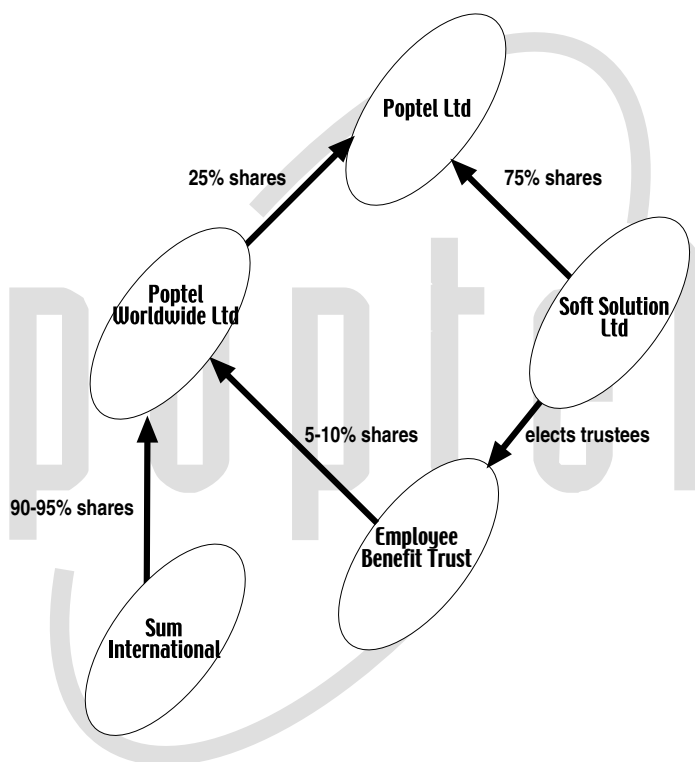 Poptel Ltd
25% shares
75% shares
Poptel
Worldwide Ltd
Soft Solution
Ltd
5-10% shares
elects trustees
90-95% shares
Employee
Benefit Trust
Sum
International
poptel